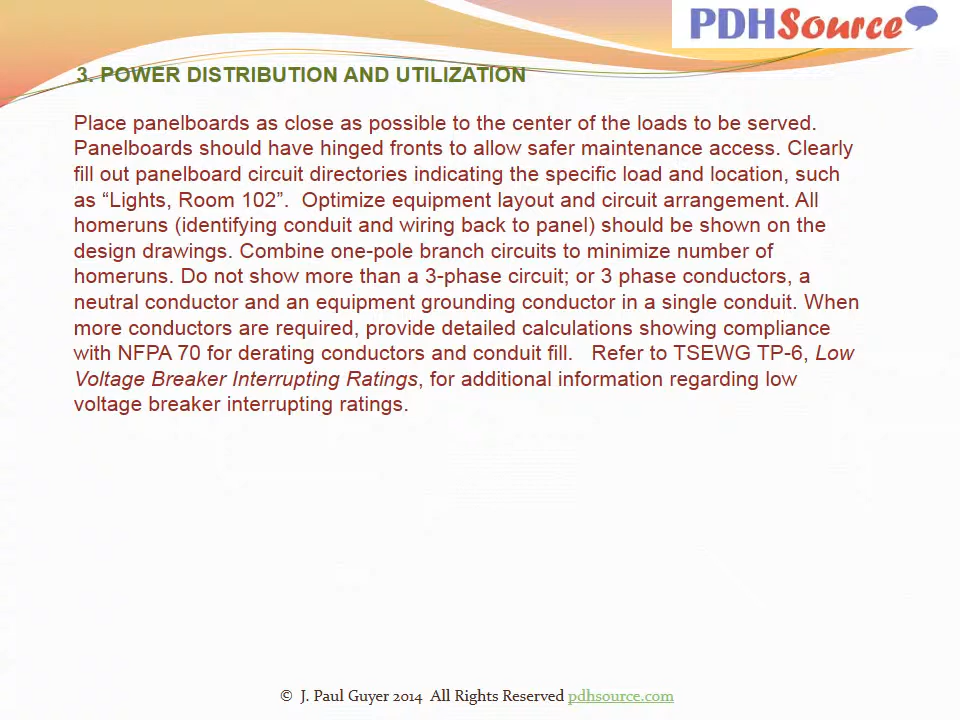 PDHSource
3. POWER DISTRIBUTION AND UTILIZATION
Place panelboards as close as possible to the center of the loads to be served.
Panelboards should have hinged fronts to allow safer maintenance access. Clearly
fill out panelboard circuit directories indicating the specific load and location, such
as “Lights, Room 102”.  Optimize equipment layout and circuit arrangement. All
homeruns (identifying conduit and wiring back to panel) should be shown on the
design drawings. Combine one-pole branch circuits to minimize number of
homeruns. Do not show more than a 3-phase circuit; or 3 phase conductors, a
neutral conductor and an equipment grounding conductor in a single conduit. When
more conductors are required, provide detailed calculations showing compliance
with NFPA 70 for derating conductors and conduit fill.   Refer to TSEWG TP-6, Low
Voltage Breaker Interrupting Ratings, for additional information regarding low
voltage breaker interrupting ratings.
© J. Paul Guyer 2014 All Rights Reserved pdhsource.com